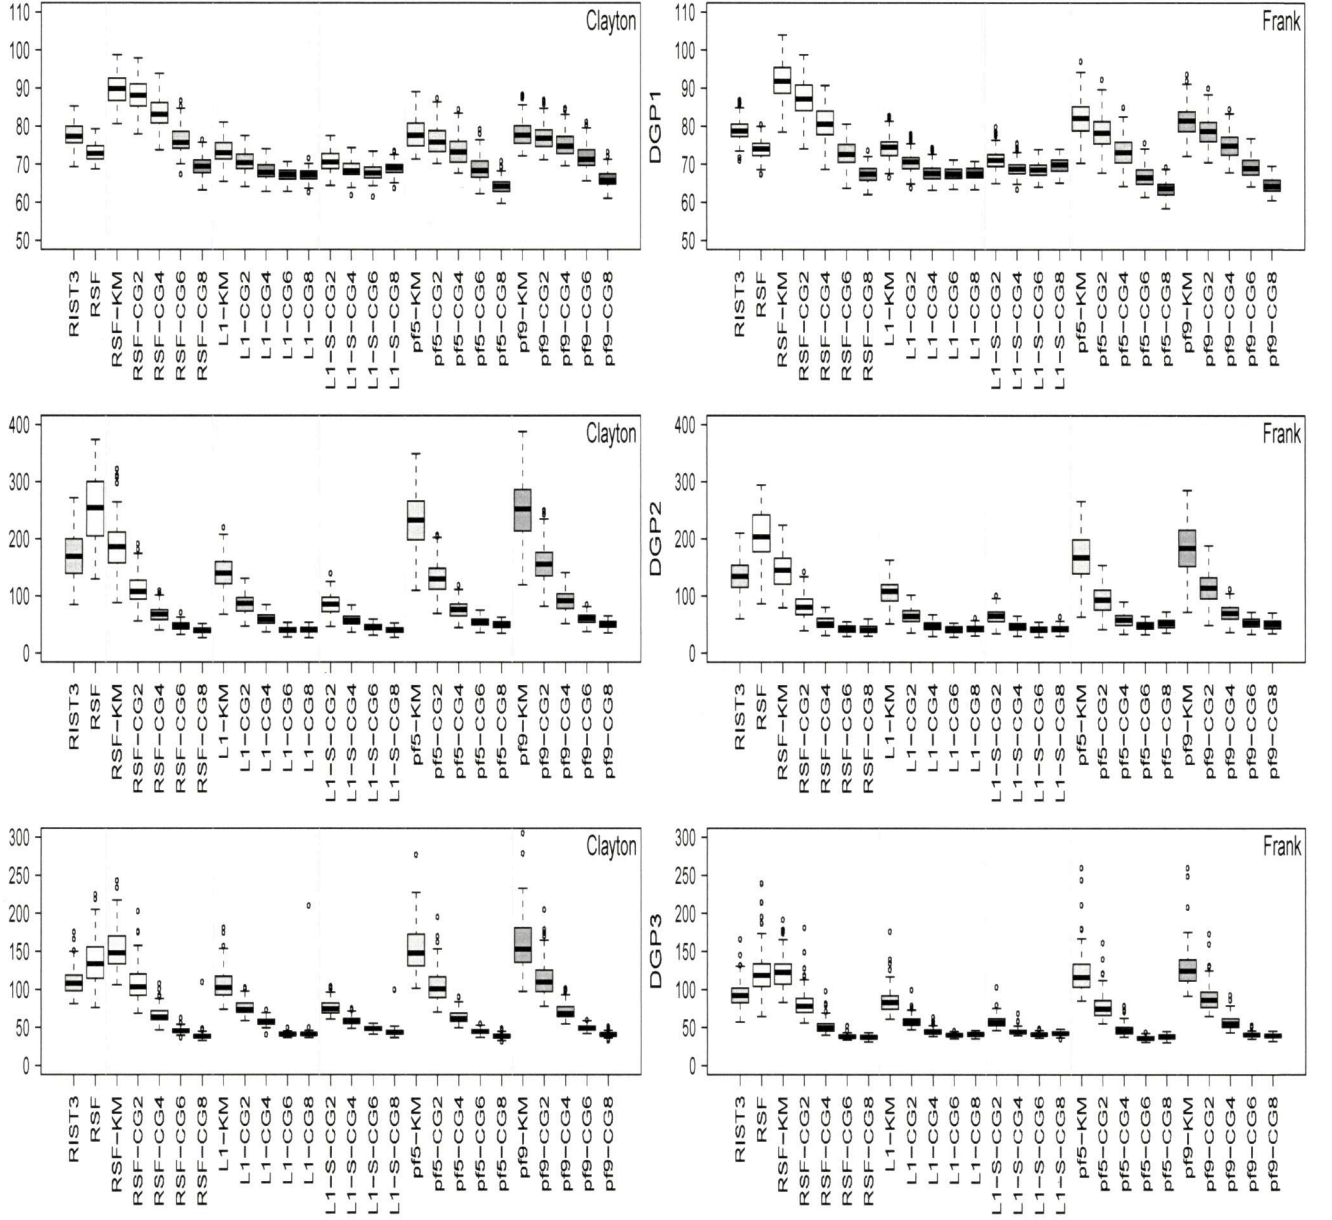 Clayton
110
100
90
80
70
60
50
RIST3
RSF
RSF−KM
RSF−CG2
RSF−CG4
RSF−CG6
RSF−CG8
L1−KM
L1−CG2
L1−CG4
L1−CG6
L1−CG8
L1−S−CG2
L1−S−CG4
L1−S−CG6
L1−S−CG8
pf5−KM
pf5−CG2
pf5−CG4
pf5−CG6
pf5−CG8
pf9−KM
pf9−CG2
pf9−CG4
pf9−CG6
pf9−CG8
DGP1
Frank
110
100
90
80
70
60
50
RIST3
RSF
RSF−KM
RSF−CG2
RSF−CG4
RSF−CG6
RSF−CG8
L1−KM
L1−CG2
L1−CG4
L1−CG6
L1−CG8
L1−S−CG2
L1−S−CG4
L1−S−CG6
L1−S−CG8
pf5−KM
pf5−CG2
pf5−CG4
pf5−CG6
pf5−CG8
pf9−KM
pf9−CG2
pf9−CG4
pf9−CG6
pf9−CG8
Clayton
400
300
200
100
0
RIST3
RSF
RSF−KM
RSF−CG2
RSF−CG4
RSF−CG6
RSF−CG8
L1−KM
L1−CG2
L1−CG4
L1−CG6
L1−CG8
L1−S−CG2
L1−S−CG4
L1−S−CG6
L1−S−CG8
pf5−KM
pf5−CG2
pf5−CG4
pf5−CG6
pf5−CG8
pf9−KM
pf9−CG2
pf9−CG4
pf9−CG6
pf9−CG8
DGP2
Frank
400
300
200
100
0
RIST3
RSF
RSF−KM
RSF−CG2
RSF−CG4
RSF−CG6
RSF−CG8
L1−KM
L1−CG2
L1−CG4
L1−CG6
L1−CG8
L1−S−CG2
L1−S−CG4
L1−S−CG6
L1−S−CG8
pf5−KM
pf5−CG2
pf5−CG4
pf5−CG6
pf5−CG8
pf9−KM
pf9−CG2
pf9−CG4
pf9−CG6
pf9−CG8
Clayton
300
250
200
150
100
50
0
RIST3
RSF
RSF−KM
RSF−CG2
RSF−CG4
RSF−CG6
RSF−CG8
L1−KM
L1−CG2
L1−CG4
L1−CG6
L1−CG8
L1−S−CG2
L1−S−CG4
L1−S−CG6
L1−S−CG8
pf5−KM
pf5−CG2
pf5−CG4
pf5−CG6
pf5−CG8
pf9−KM
pf9−CG2
pf9−CG4
pf9−CG6
pf9−CG8
DGP3
Frank
300
250
200
150
100
50
0
RIST3
RSF
RSF−KM
RSF−CG2
RSF−CG4
RSF−CG6
RSF−CG8
L1−KM
L1−CG2
L1−CG4
L1−CG6
L1−CG8
L1−S−CG2
L1−S−CG4
L1−S−CG6
L1−S−CG8
pf5−KM
pf5−CG2
pf5−CG4
pf5−CG6
pf5−CG8
pf9−KM
pf9−CG2
pf9−CG4
pf9−CG6
pf9−CG8